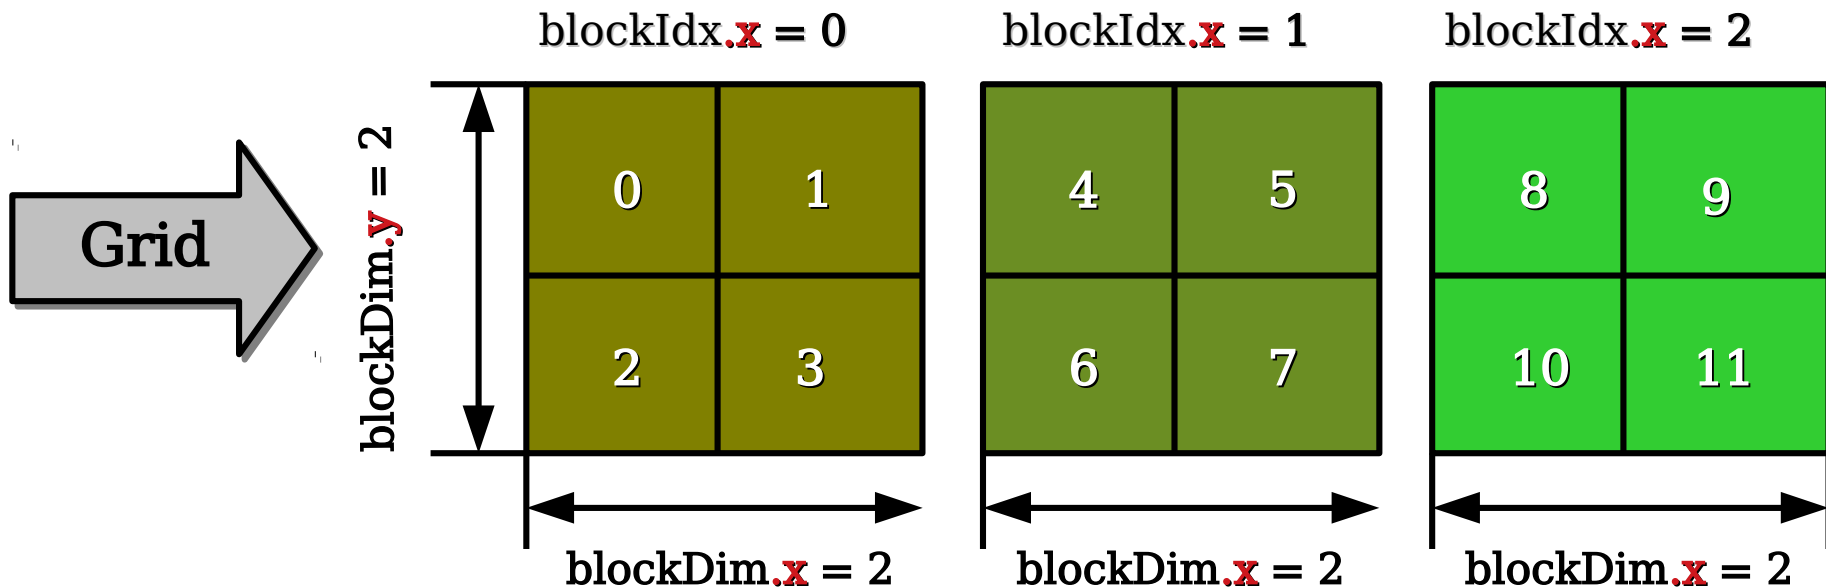 blockIdx.x = 0
blockIdx.x = 1
blockIdx.x = 2
Grid
blockDim.y = 2
0 1
2 3
4 5
6 7
8 9
10 11
blockDim.x = 2
blockDim.x = 2
blockDim.x = 2